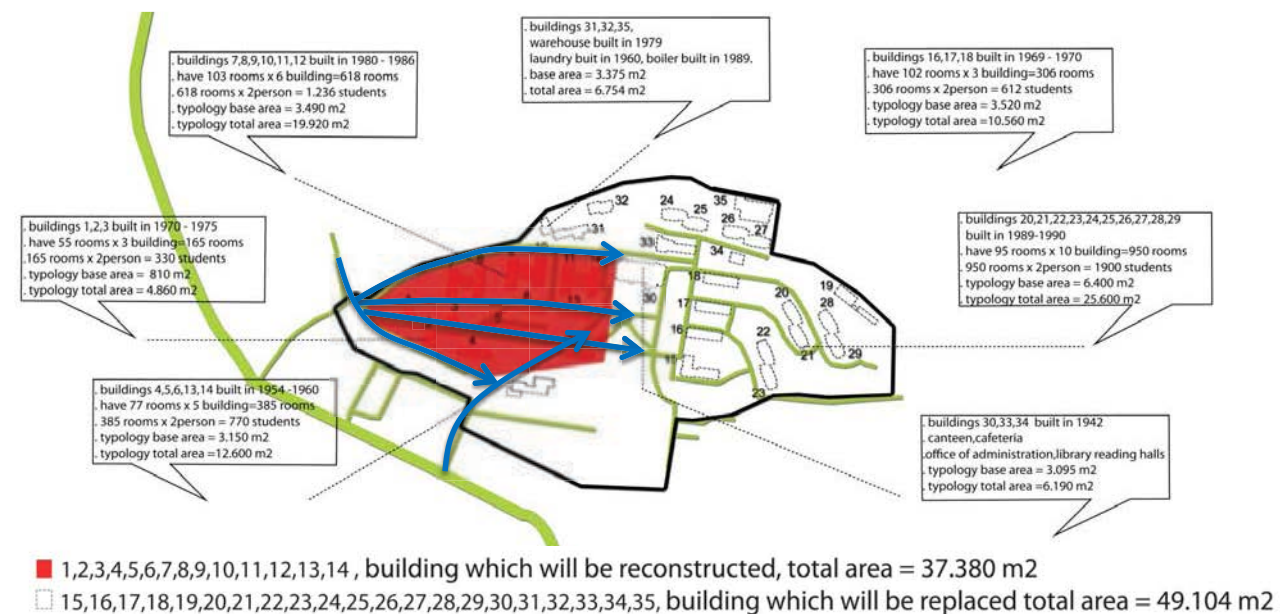 . buildings 7,8,9,10,11,12 built in 1980 - 1986
. have 103 rooms x 6 building=618 rooms
. 618 rooms x 2person = 1.236 students
. typology base area = 3.490 m2
. typology total area =19.920 m2
. buildings 31,32,35,
warehouse built in 1979
laundry buit in 1960, boiler built in 1989.
. base area = 3.375 m2
. total area = 6.754 m2
. buildings 16,17,18 built in 1969 - 1970
. have 102 rooms x 3 building=306 rooms
. 306 rooms x 2person = 612 students
. typology base area = 3.520 m2
. typology total area =10.560 m2
. buildings 1,2,3 built in 1970 - 1975
. have 55 rooms x 3 building=165 rooms
.165 rooms x 2person = 330 students
. typology base area = 810 m2
. typology total area = 4.860 m2
. buildings 20,21,22,23,24,25,26,27,28,29
built in 1989-1990
. have 95 rooms x 10 building=950 rooms
. 950 rooms x 2person = 1900 students
. typology base area = 6.400 m2
. typology total area = 25.600 m2
. buildings 4,5,6,13,14 built in 1954 -1960
. have 77 rooms x 5 building=385 rooms
. 385 rooms x 2person = 770 students
. typology base area = 3.150 m2
. typology total area =12.600 m2
. buildings 30,33,34 built in 1942
. canteen,cafeteria
.office of administration,library reading halls
. typology base area = 3.095 m2
. typology total area =6.190 m2
32
24
25
35
26
27
31
33
34
18
30
17
16
20
19
28
22
21
29
23
4
1,2,3,4,5,6,7,8,9,10,11,12,13,14 , building which will be reconstructed, total area = 37.380 m2
15,16,17,18,19,20,21,22,23,24,25,26,27,28,29,30,31,32,33,34,35, building which will be replaced total area = 49.104 m2